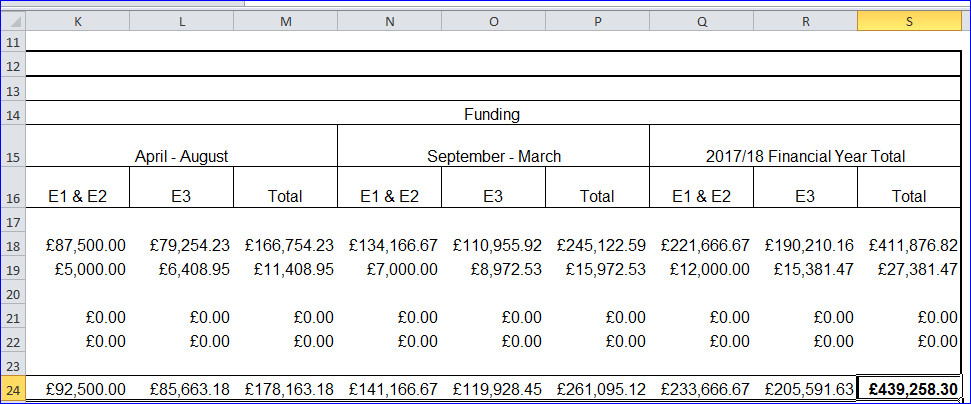 K L M N O P Q R S
11
12
13
14 Funding
15 April - August September - March 2017/18 Financial Year Total
16 E1 & E2 E3 Total E1 & E2 E3 Total E1 & E2 E3 Total
17
18 £87,500.00 £79,254.23 £166,754.23 £134,166.67 £110,955.92 £245,122.59 £221,666.67 £190,210.16 £411,876.82
19 £5,000.00 £6,408.95 £11,408.95 £7,000.00 £8,972.53 £15,972.53 £12,000.00 £15,381.47 £27,381.47
20
21 £0.00 £0.00 £0.00 £0.00 £0.00 £0.00 £0.00 £0.00 £0.00
22 £0.00 £0.00 £0.00 £0.00 £0.00 £0.00 £0.00 £0.00 £0.00
23
24 £92,500.00 £85,663.18 £178,163.18 £141,166.67 £119,928.45 £261,095.12 £233,666.67 £205,591.63 £439,258.30